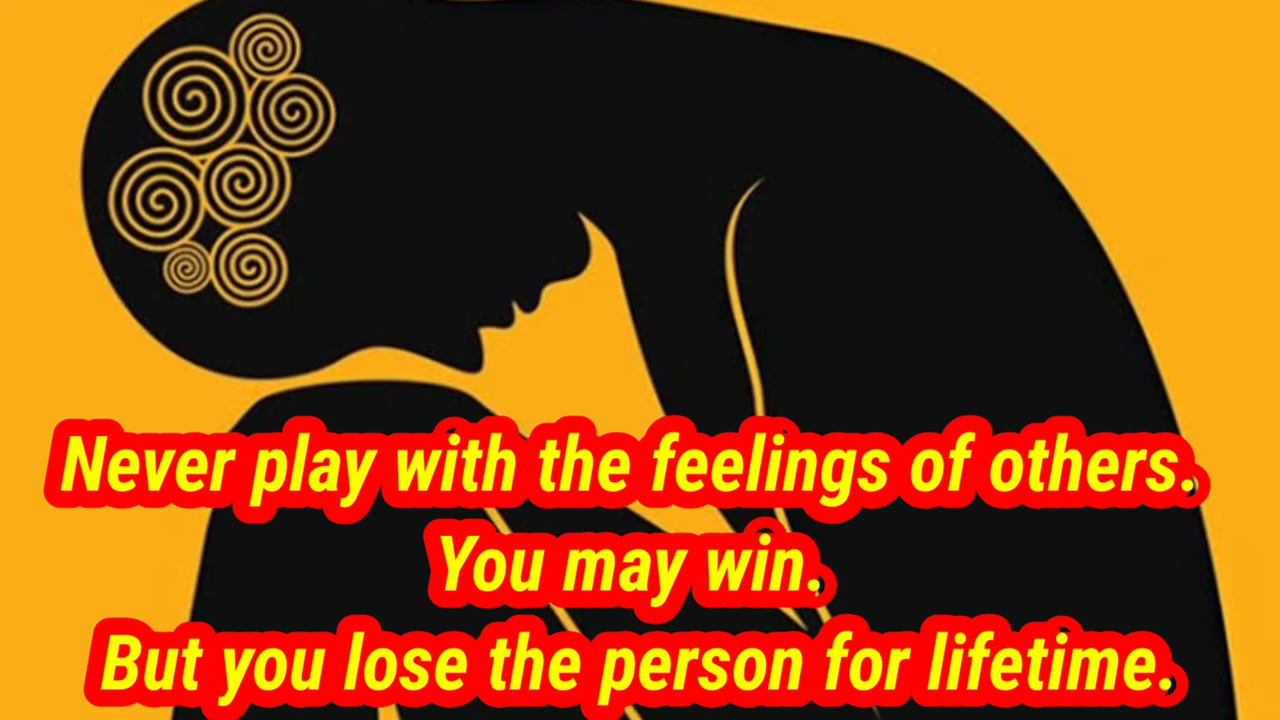 Never play with the feelings of others.
You may win.
But you lose the person for lifetime.